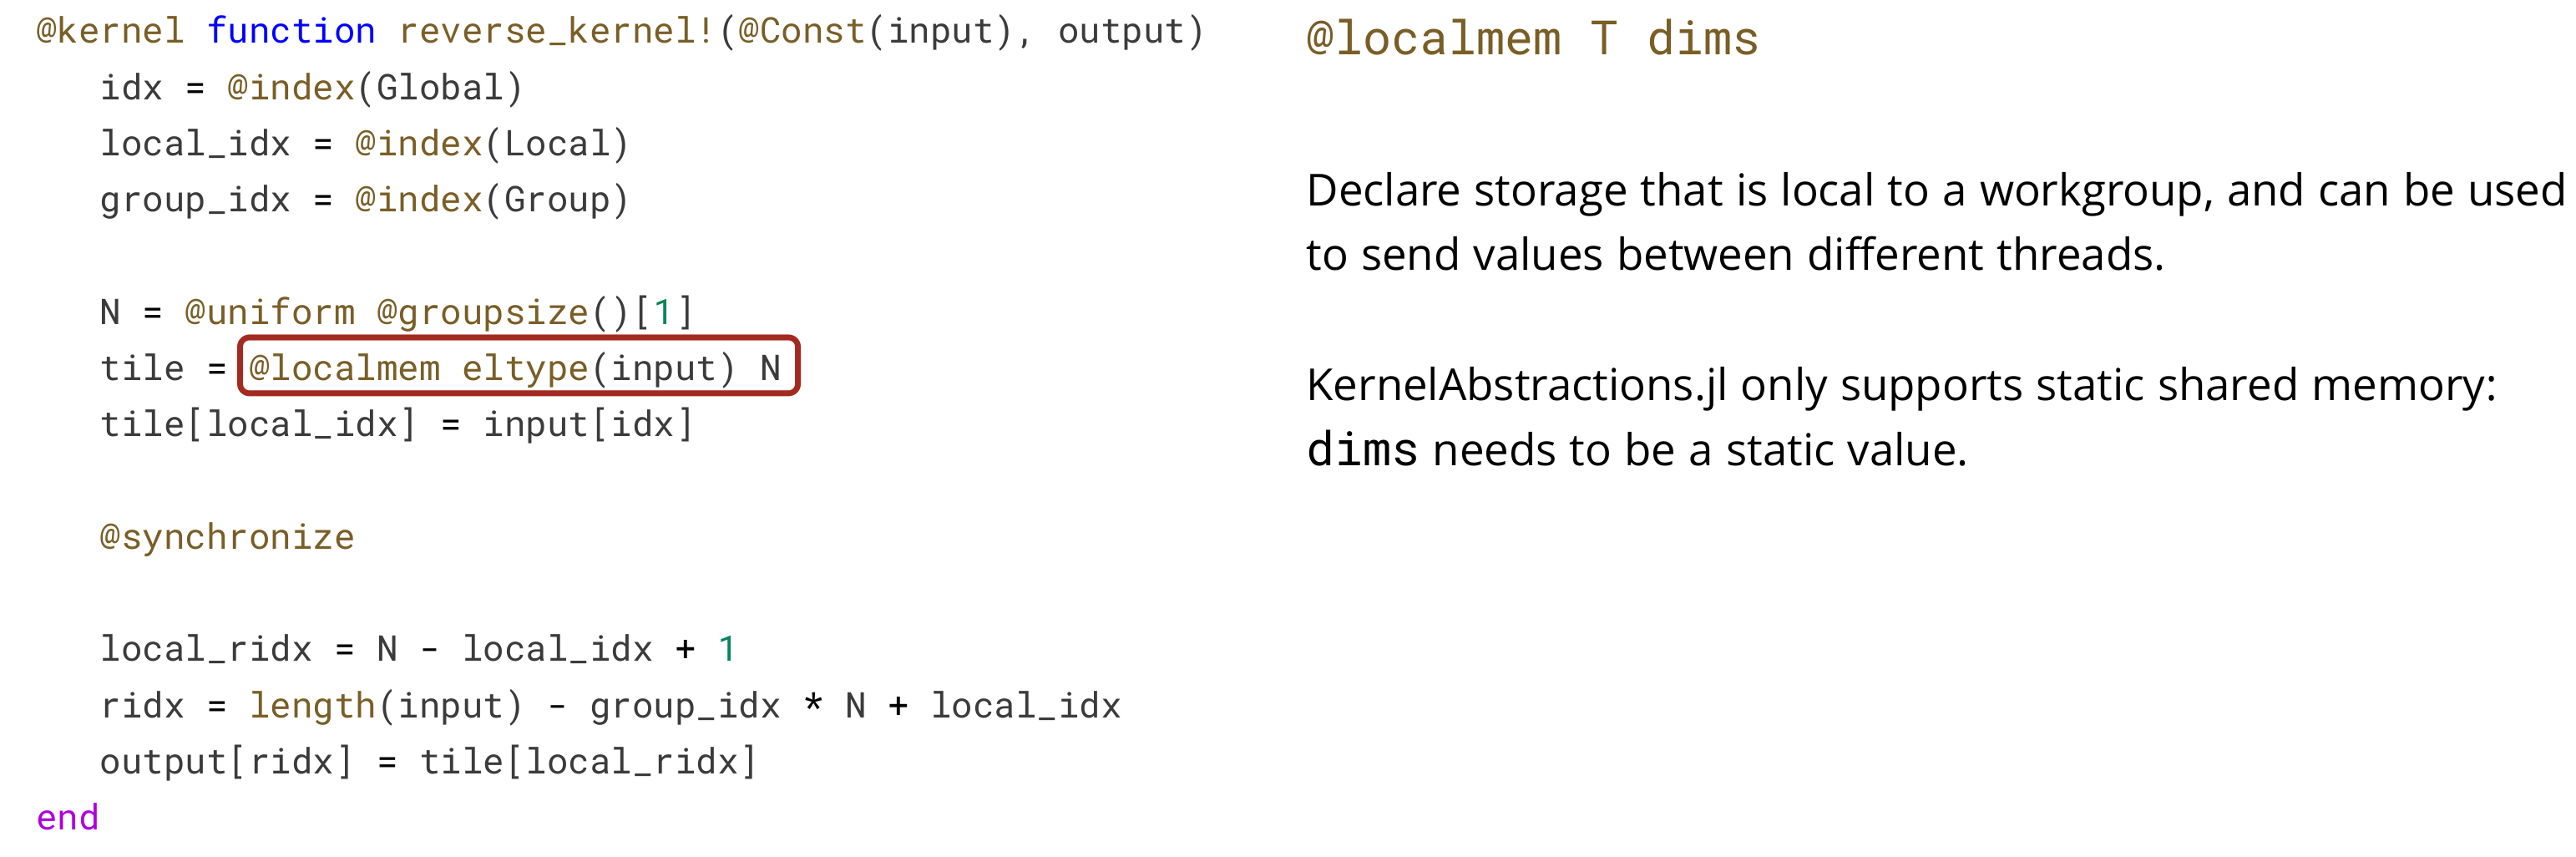 @kernel function reverse_kernel!(@Const(input), output)
idx = @index(Global)
local_idx = @index(Local)
group_idx = @index(Group)
N = @uniform @groupsize()[1]
tile = @localmem eltype(input) N
tile[local_idx] = input[idx]
@synchronize
local_ridx = N - local_idx + 1
ridx = length(input) - group_idx * N + local_idx
output[ridx] = tile[local_ridx]
end
@localmem T dims
Declare storage that is local to a workgroup, and can be used
to send values between different threads.
KernelAbstractions.jl only supports static shared memory:
dims needs to be a static value.